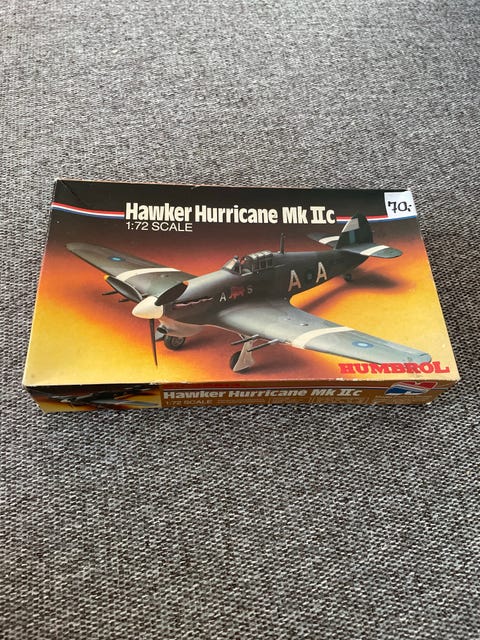 Hawker Hurricane Mk IIc
70,-
1:72 SCALE
A A
A S
HUMBROL
Hawker Hurricane Mk IIc
1:72 SCALE